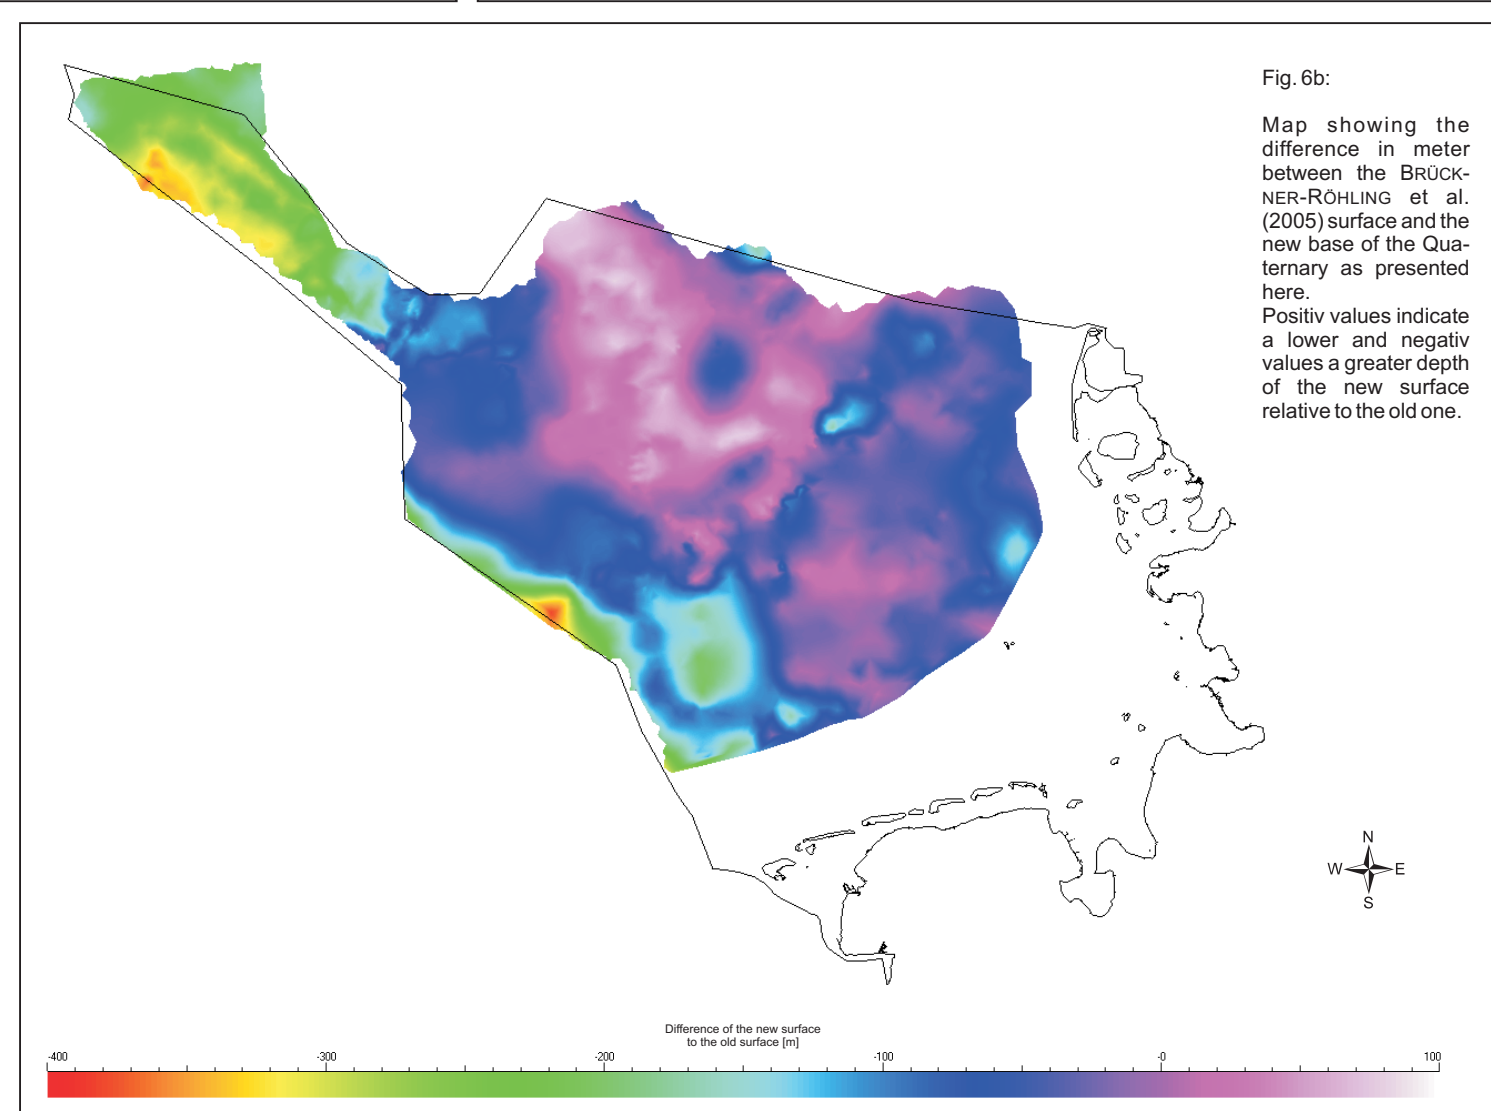 Fig. 6b:
Map showing the
difference in meter
between the BRÜCK-
NER-RÖHLING et al.
(2005) surface and the
new base of the Qua-
ternary as presented
here.
Positiv values indicate
a lower and negativ
values a greater depth
of the new surface
relative to the old one.
N
W E
S
Difference of the new surface
to the old surface [m]
-400 -300 -200 -100 -0 100